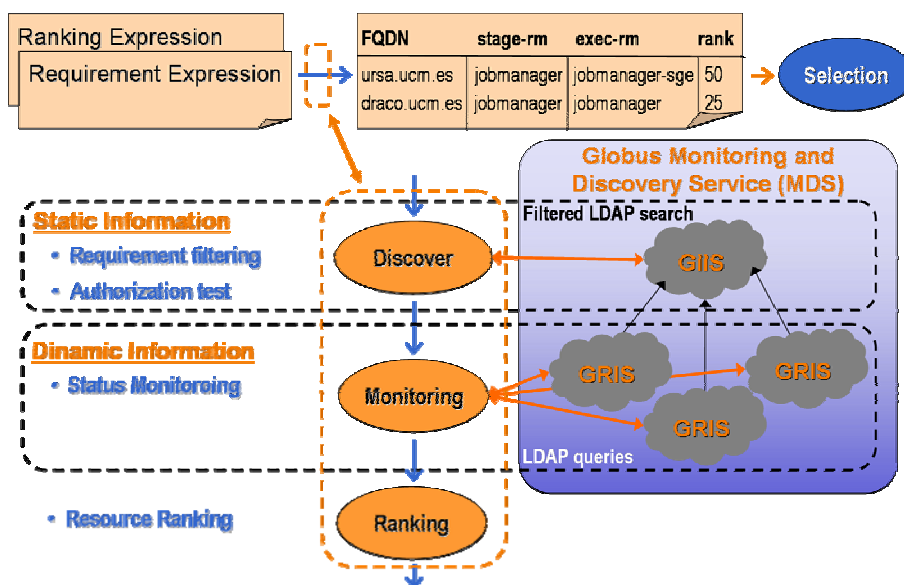 Ranking Expression
Requirement Expression
FQDN stage-rm exec-rm rank
ursa.ucm.es jobmanager jobmanager-sge 50
draco.ucm.es jobmanager jobmanager 25
Selection
Globus Monitoring and
Discovery Service (MDS)
Static Information
• Requirement filtering
• Authorization test
Discover
Filtered LDAP search
GIIS
Dinamic Information
• Status Monitoroing
Monitoring
GRIS
GRIS
GRIS
LDAP queries
• Resource Ranking
Ranking